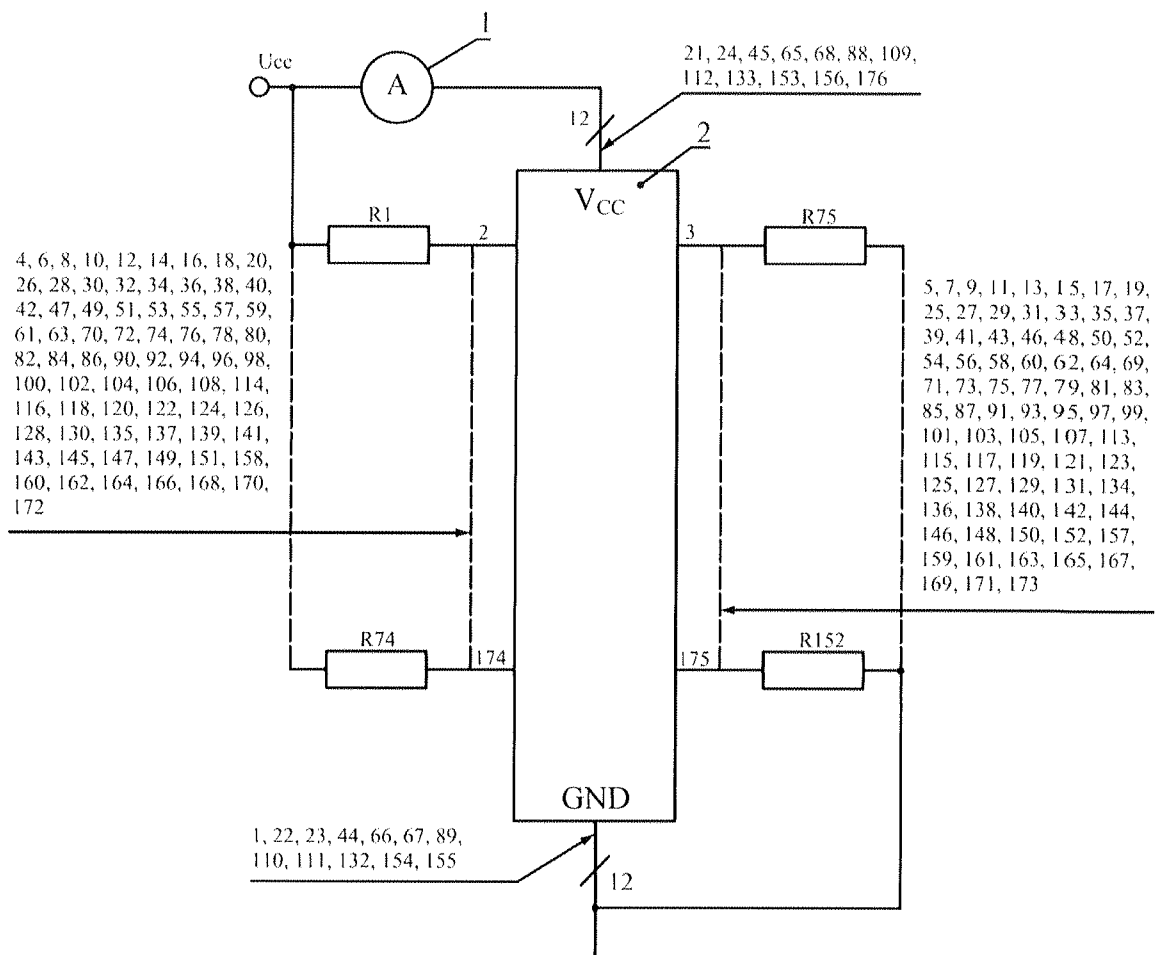 1
Ucc
A
21, 24, 45, 65, 68, 88, 109,
112, 133, 153, 156, 176
12
2
VCC
R1
2
3
R75
4, 6, 8, 10, 12, 14, 16, 18, 20,
26, 28, 30, 32, 34, 36, 38, 40,
42, 47, 49, 51, 53, 55, 57, 59,
61, 63, 70, 72, 74, 76, 78, 80,
82, 84, 86, 90, 92, 94, 96, 98,
100, 102, 104, 106, 108, 114,
116, 118, 120, 122, 124, 126,
128, 130, 135, 137, 139, 141,
143, 145, 147, 149, 151, 158,
160, 162, 164, 166, 168, 170,
172
5, 7, 9, 11, 13, 15, 17, 19,
25, 27, 29, 31, 33, 35, 37,
39, 41, 43, 46, 48, 50, 52,
54, 56, 58, 60, 62, 64, 69,
71, 73, 75, 77, 79, 81, 83,
85, 87, 91, 93, 95, 97, 99,
101, 103, 105, 107, 113,
115, 117, 119, 121, 123,
125, 127, 129, 131, 134,
136, 138, 140, 142, 144,
146, 148, 150, 152, 157,
159, 161, 163, 165, 167,
169, 171, 173
R74
174
175
R152
GND
1, 22, 23, 44, 66, 67, 89,
110, 111, 132, 154, 155
12